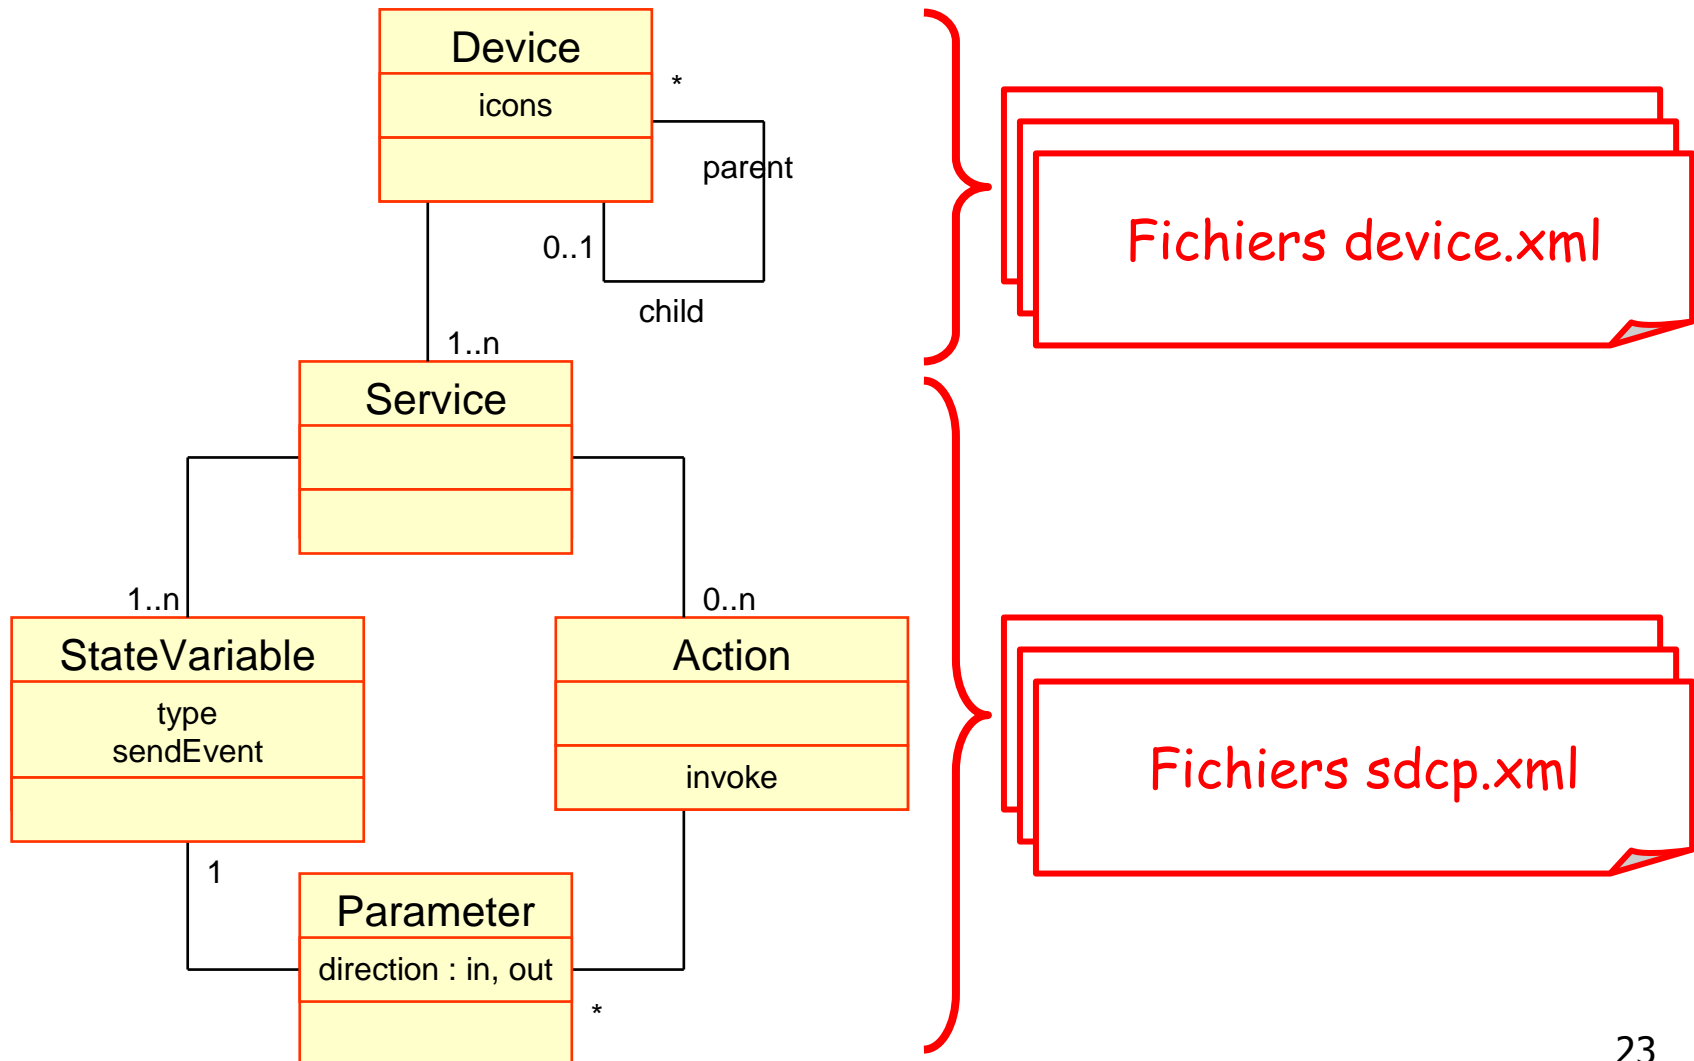 Device
*
icons
parent
0..1
child
Fichiers device.xml
1..n
Service
1..n
0..n
StateVariable
type
sendEvent
Action
invoke
Fichiers sdcp.xml
1
Parameter
direction : in, out
*
23